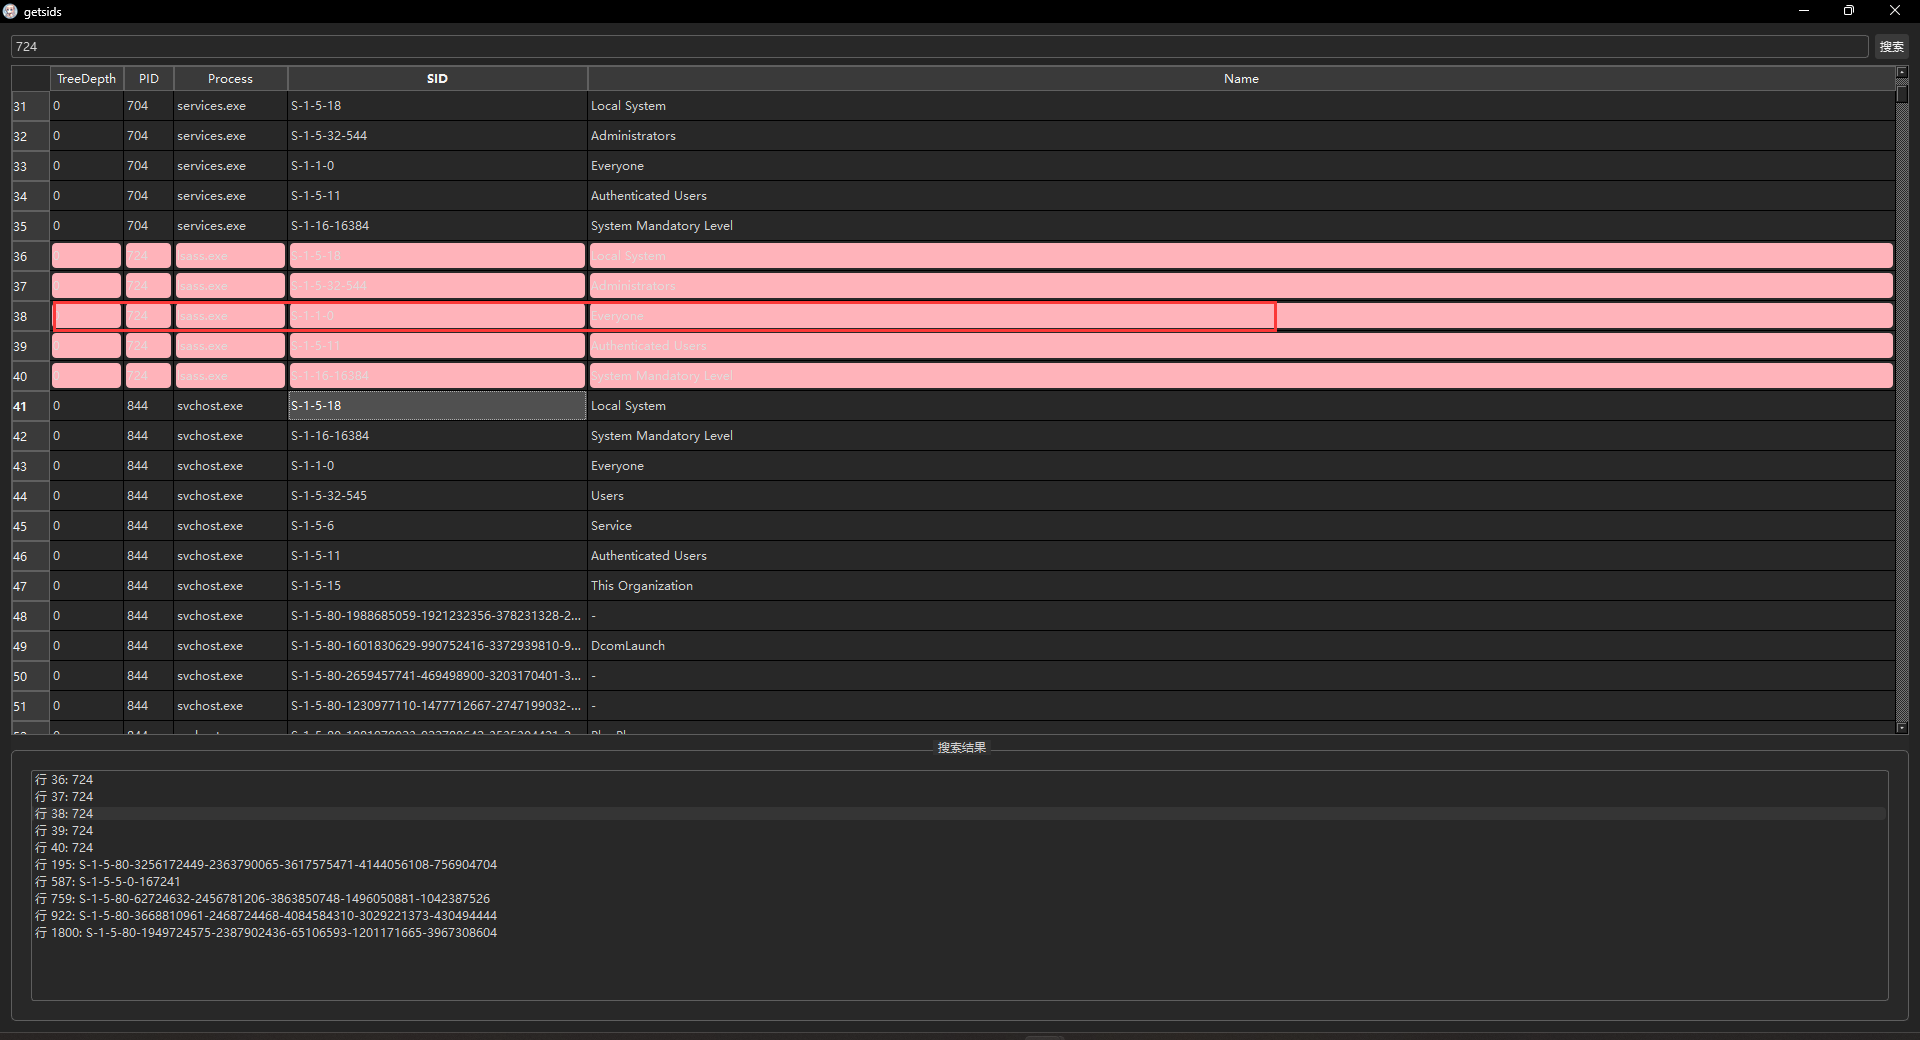 getsids
724 搜索
TreeDepth PID Process SID Name
31 0 704 services.exe S-1-5-18 Local System
32 0 704 services.exe S-1-5-32-544 Administrators
33 0 704 services.exe S-1-1-0 Everyone
34 0 704 services.exe S-1-5-11 Authenticated Users
35 0 704 services.exe S-1-16-16384 System Mandatory Level
36 0 724 lsass.exe S-1-5-18 Local System
37 0 724 lsass.exe S-1-5-32-544 Administrators
38 0 724 lsass.exe S-1-1-0 Everyone
39 0 724 lsass.exe S-1-5-11 Authenticated Users
40 0 724 lsass.exe S-1-16-16384 System Mandatory Level
41 0 844 svchost.exe S-1-5-18 Local System
42 0 844 svchost.exe S-1-16-16384 System Mandatory Level
43 0 844 svchost.exe S-1-1-0 Everyone
44 0 844 svchost.exe S-1-5-32-545 Users
45 0 844 svchost.exe S-1-5-6 Service
46 0 844 svchost.exe S-1-5-11 Authenticated Users
47 0 844 svchost.exe S-1-5-15 This Organization
48 0 844 svchost.exe S-1-5-80-1988685059-1921232356-378231328-2... -
49 0 844 svchost.exe S-1-5-80-1601830629-990752416-3372939810-9... DcomLaunch
50 0 844 svchost.exe S-1-5-80-2659457741-469498900-3203170401-3... -
51 0 844 svchost.exe S-1-5-80-1230977110-1477712667-2747199032-... -
搜索结果
行 36: 724
行 37: 724
行 38: 724
行 39: 724
行 40: 724
行 195: S-1-5-80-3256172449-2363790065-3617575471-4144056108-756904704
行 587: S-1-5-5-0-167241
行 759: S-1-5-80-62724632-2456781206-3863850748-1496050881-1042387526
行 922: S-1-5-80-3668810961-2468724468-4084584310-3029221373-430494444
行 1800: S-1-5-80-1949724575-2387902436-65106593-1201171665-3967308604